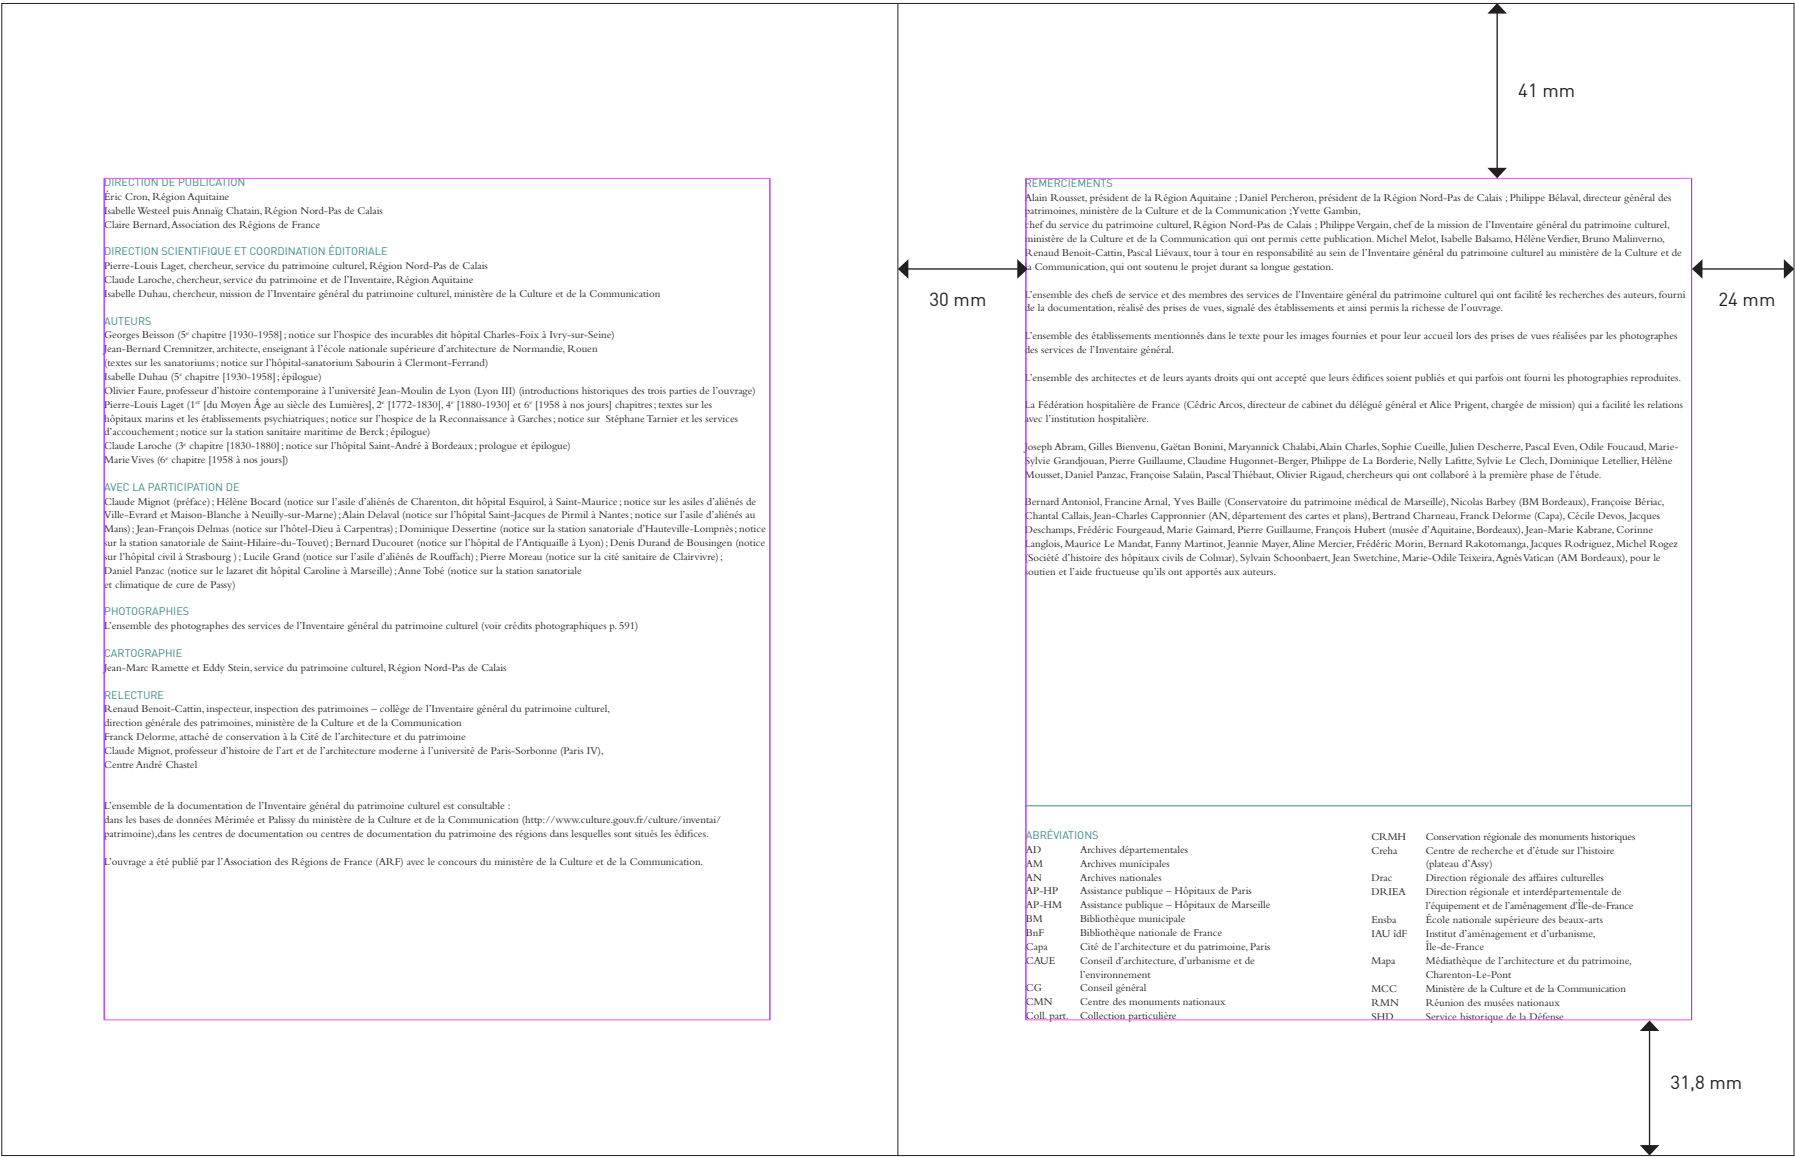 DIRECTION DE PUBLICATION
Éric Cron, Région Aquitaine
Isabelle Westeel puis Annaïg Chatain, Région Nord-Pas de Calais
Claire Bernard, Association des Régions de France
DIRECTION SCIENTIFIQUE ET COORDINATION ÉDITORIALE
Pierre-Louis Laget, chercheur, service du patrimoine culturel, Région Nord-Pas de Calais
Claude Laroche, chercheur, service du patrimoine et de l'Inventaire, Région Aquitaine
Isabelle Duhau, chercheur, mission de l'Inventaire général du patrimoine culturel, ministère de la Culture et de la Communication
AUTEURS
Georges Beisson (5e chapitre [1930-1958] ; notice sur l'hospice des incurables dit hôpital Charles-Foix à Ivry-sur-Seine)
Jean-Bernard Cremnitzer, architecte, enseignant à l'école nationale supérieure d'architecture de Normandie, Rouen
(textes sur les sanatoriums ; notice sur l'hôpital-sanatorium Sabourin à Clermont-Ferrand)
Isabelle Duhau (5e chapitre [1930-1958] ; épilogue)
Olivier Faure, professeur d'histoire contemporaine à l'université Jean-Moulin de Lyon (Lyon III) (introductions historiques des trois parties de l'ouvrage)
Pierre-Louis Laget (1er [du Moyen Âge au siècle des Lumières], 2e [1772-1830], 4e [1880-1930] et 6e [1958 à nos jours] chapitres ; textes sur les
hôpitaux marins et les établissements psychiatriques ; notice sur l'hospice de la Reconnaissance à Garches ; notice sur Stéphane Tarnier et les services
d'accouchement ; notice sur la station sanitaire maritime de Berck ; épilogue)
Claude Laroche (3e chapitre [1830-1880] ; notice sur l'hôpital Saint-André à Bordeaux ; prologue et épilogue)
Marie Vives (6e chapitre [1958 à nos jours])
AVEC LA PARTICIPATION DE
Claude Mignot (préface) ; Hélène Bocard (notice sur l'asile d'aliénés de Charenton, dit hôpital Esquirol, à Saint-Maurice ; notice sur les asiles d'aliénés de
Ville-Evrard et Maison-Blanche à Neuilly-sur-Marne) ; Alain Delaval (notice sur l'hôpital Saint-Jacques de Pirmil à Nantes ; notice sur l'asile d'aliénés au
Mans) ; Jean-François Delmas (notice sur l'hôtel-Dieu à Carpentras) ; Dominique Dessertine (notice sur la station sanatoriale d'Hauteville-Lompnès ; notice
sur la station sanatoriale de Saint-Hilaire-du-Touvet) ; Bernard Ducouret (notice sur l'hôpital de l'Antiquaille à Lyon) ; Denis Durand de Bousingen (notice
sur l'hôpital civil à Strasbourg ) ; Lucile Grand (notice sur l'asile d'aliénés de Rouffach) ; Pierre Moreau (notice sur la cité sanitaire de Clairvivre) ;
Daniel Panzac (notice sur le lazaret dit hôpital Caroline à Marseille) ; Anne Tobé (notice sur la station sanatoriale
et climatique de cure de Passy)
PHOTOGRAPHIES
L'ensemble des photographes des services de l'Inventaire général du patrimoine culturel (voir crédits photographiques p. 591)
CARTOGRAPHIE
Jean-Marc Ramette et Eddy Stein, service du patrimoine culturel, Région Nord-Pas de Calais
RELECTURE
Renaud Benoit-Cattin, inspecteur, inspection des patrimoines – collège de l'Inventaire général du patrimoine culturel,
direction générale des patrimoines, ministère de la Culture et de la Communication
Franck Delorme, attaché de conservation à la Cité de l'architecture et du patrimoine
Claude Mignot, professeur d'histoire de l'art et de l'architecture moderne à l'université de Paris-Sorbonne (Paris IV),
Centre André Chastel
L'ensemble de la documentation de l'Inventaire général du patrimoine culturel est consultable :
dans les bases de données Mérimée et Palissy du ministère de la Culture et de la Communication (http://www.culture.gouv.fr/culture/inventai/
patrimoine),dans les centres de documentation ou centres de documentation du patrimoine des régions dans lesquelles sont situés les édifices.
L'ouvrage a été publié par l'Association des Régions de France (ARF) avec le concours du ministère de la Culture et de la Communication.
41 mm
30 mm
24 mm
31,8 mm
REMERCIEMENTS
Alain Rousset, président de la Région Aquitaine ; Daniel Percheron, président de la Région Nord-Pas de Calais ; Philippe Bélaval, directeur général des
patrimoines, ministère de la Culture et de la Communication ; Yvette Gambin,
chef du service du patrimoine culturel, Région Nord-Pas de Calais ; Philippe Vergain, chef de la mission de l'Inventaire général du patrimoine culturel,
ministère de la Culture et de la Communication qui ont permis cette publication. Michel Melot, Isabelle Balsamo, Hélène Verdier, Bruno Malinverno,
Renaud Benoit-Cattin, Pascal Liévaux, tour à tour en responsabilité au sein de l'Inventaire général du patrimoine culturel au ministère de la Culture et de
la Communication, qui ont soutenu le projet durant sa longue gestation.
L'ensemble des chefs de service et des membres des services de l'Inventaire général du patrimoine culturel qui ont facilité les recherches des auteurs, fourni
de la documentation, réalisé des prises de vues, signalé des établissements et ainsi permis la richesse de l'ouvrage.
L'ensemble des établissements mentionnés dans le texte pour les images fournies et pour leur accueil lors des prises de vues réalisées par les photographes
des services de l'Inventaire général.
L'ensemble des architectes et de leurs ayants droits qui ont accepté que leurs édifices soient publiés et qui parfois ont fourni les photographies reproduites.
La Fédération hospitalière de France (Cédric Arcos, directeur de cabinet du délégué général et Alice Prigent, chargée de mission) qui a facilité les relations
avec l'institution hospitalière.
Joseph Abram, Gilles Bienvenu, Gaëtan Bonini, Maryannick Chalabi, Alain Charles, Sophie Cueille, Julien Descherre, Pascal Even, Odile Foucaud, Marie-
Sylvie Grandjouan, Pierre Guillaume, Claudine Hugonnet-Berger, Philippe de La Borderie, Nelly Lafitte, Sylvie Le Clech, Dominique Letellier, Hélène
Mousset, Daniel Panzac, Françoise Salaün, Pascal Thiébaut, Olivier Rigaud, chercheurs qui ont collaboré à la première phase de l'étude.
Bernard Antoniol, Francine Arnal, Yves Baille (Conservatoire du patrimoine médical de Marseille), Nicolas Barbey (BM Bordeaux), Françoise Bériac,
Chantal Callais, Jean-Charles Cappronnier (AN, département des cartes et plans), Bertrand Charneau, Franck Delorme (Capa), Cécile Devos, Jacques
Deschamps, Frédéric Fourgeaud, Marie Gaimard, Pierre Guillaume, François Hubert (musée d'Aquitaine, Bordeaux), Jean-Marie Kabrane, Corinne
Langlois, Maurice Le Mandat, Fanny Martinot, Jeannie Mayer, Aline Mercier, Frédéric Morin, Bernard Rakotomanga, Jacques Rodriguez, Michel Rogez
(Société d'histoire des hôpitaux civils de Colmar), Sylvain Schoonbaert, Jean Swetchine, Marie-Odile Teixeira, Agnès Vatican (AM Bordeaux), pour le
soutien et l'aide fructueuse qu'ils ont apportés aux auteurs.
ABRÉVIATIONS
AD Archives départementales
AM Archives municipales
AN Archives nationales
AP-HP Assistance publique – Hôpitaux de Paris
AP-HM Assistance publique – Hôpitaux de Marseille
BM Bibliothèque municipale
BnF Bibliothèque nationale de France
Capa Cité de l'architecture et du patrimoine, Paris
CAUE Conseil d'architecture, d'urbanisme et de
l'environnement
CG Conseil général
CMN Centre des monuments nationaux
Coll. part. Collection particulière
CRMH Conservation régionale des monuments historiques
Creha Centre de recherche et d'étude sur l'histoire
(plateau d'Assy)
Drac Direction régionale des affaires culturelles
DRIEA Direction régionale et interdépartementale de
l'équipement et de l'aménagement d'Île-de-France
Ensba École nationale supérieure des beaux-arts
IAU îdF Institut d'aménagement et d'urbanisme,
Île-de-France
Mapa Médiathèque de l'architecture et du patrimoine,
Charenton-Le-Pont
MCC Ministère de la Culture et de la Communication
RMN Réunion des musées nationaux
SHD Service historique de la Défense